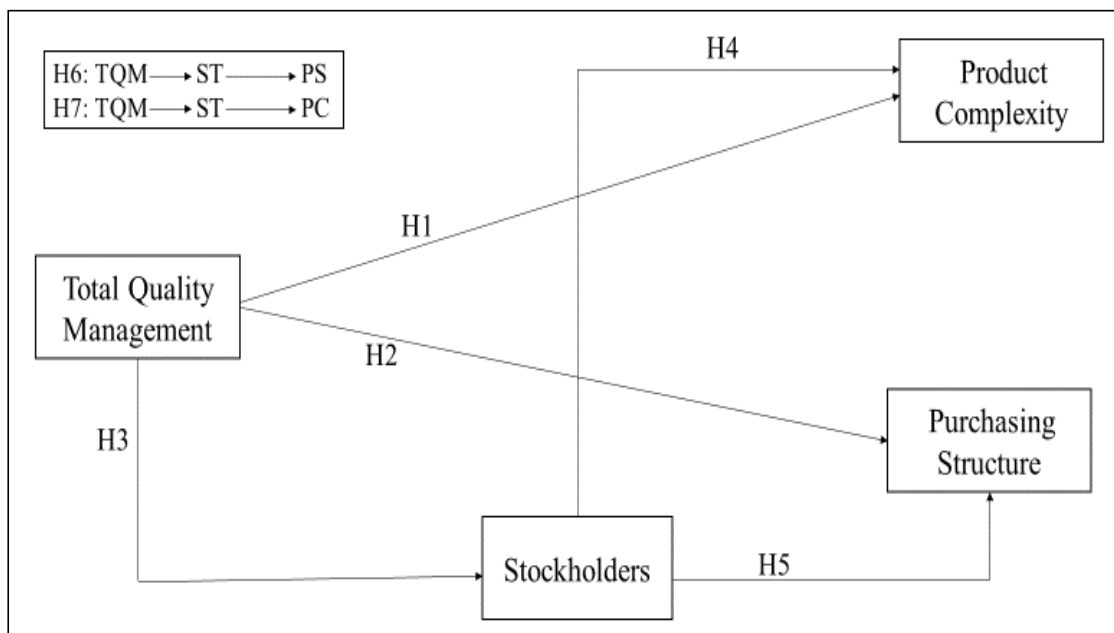 H6: TQM → ST → PS
H7: TQM → ST → PC
H4
Product
Complexity
H1
Total Quality
Management
H2
H3
Purchasing
Structure
Stockholders
H5